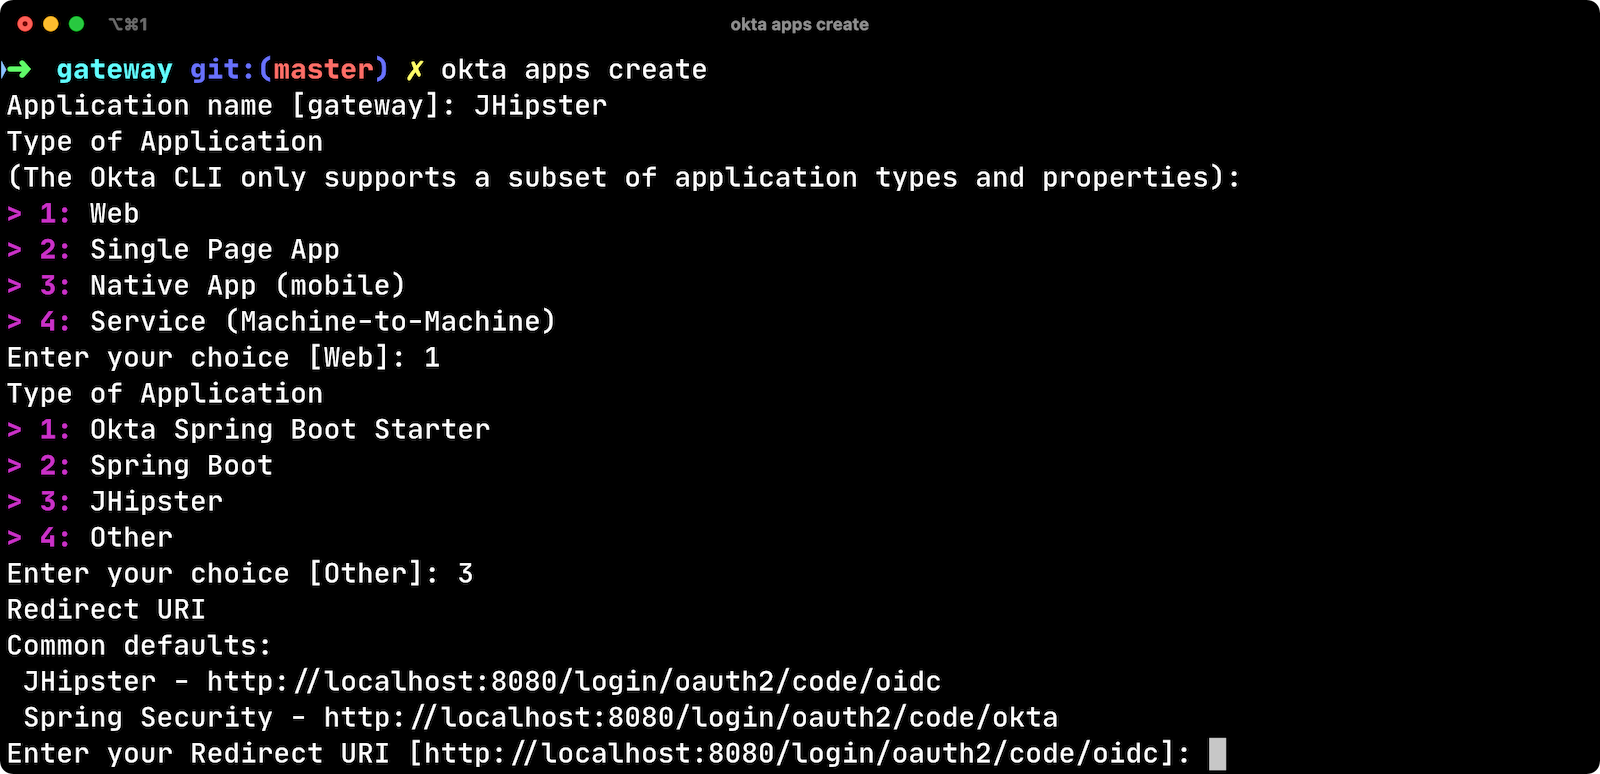 ⌥⌘1
okta apps create
➜ gateway git:(master) ✗ okta apps create
Application name [gateway]: JHipster
Type of Application
(The Okta CLI only supports a subset of application types and properties):
> 1: Web
> 2: Single Page App
> 3: Native App (mobile)
> 4: Service (Machine-to-Machine)
Enter your choice [Web]: 1
Type of Application
> 1: Okta Spring Boot Starter
> 2: Spring Boot
> 3: JHipster
> 4: Other
Enter your choice [Other]: 3
Redirect URI
Common defaults:
 JHipster - http://localhost:8080/login/oauth2/code/oidc
 Spring Security - http://localhost:8080/login/oauth2/code/okta
Enter your Redirect URI [http://localhost:8080/login/oauth2/code/oidc]: